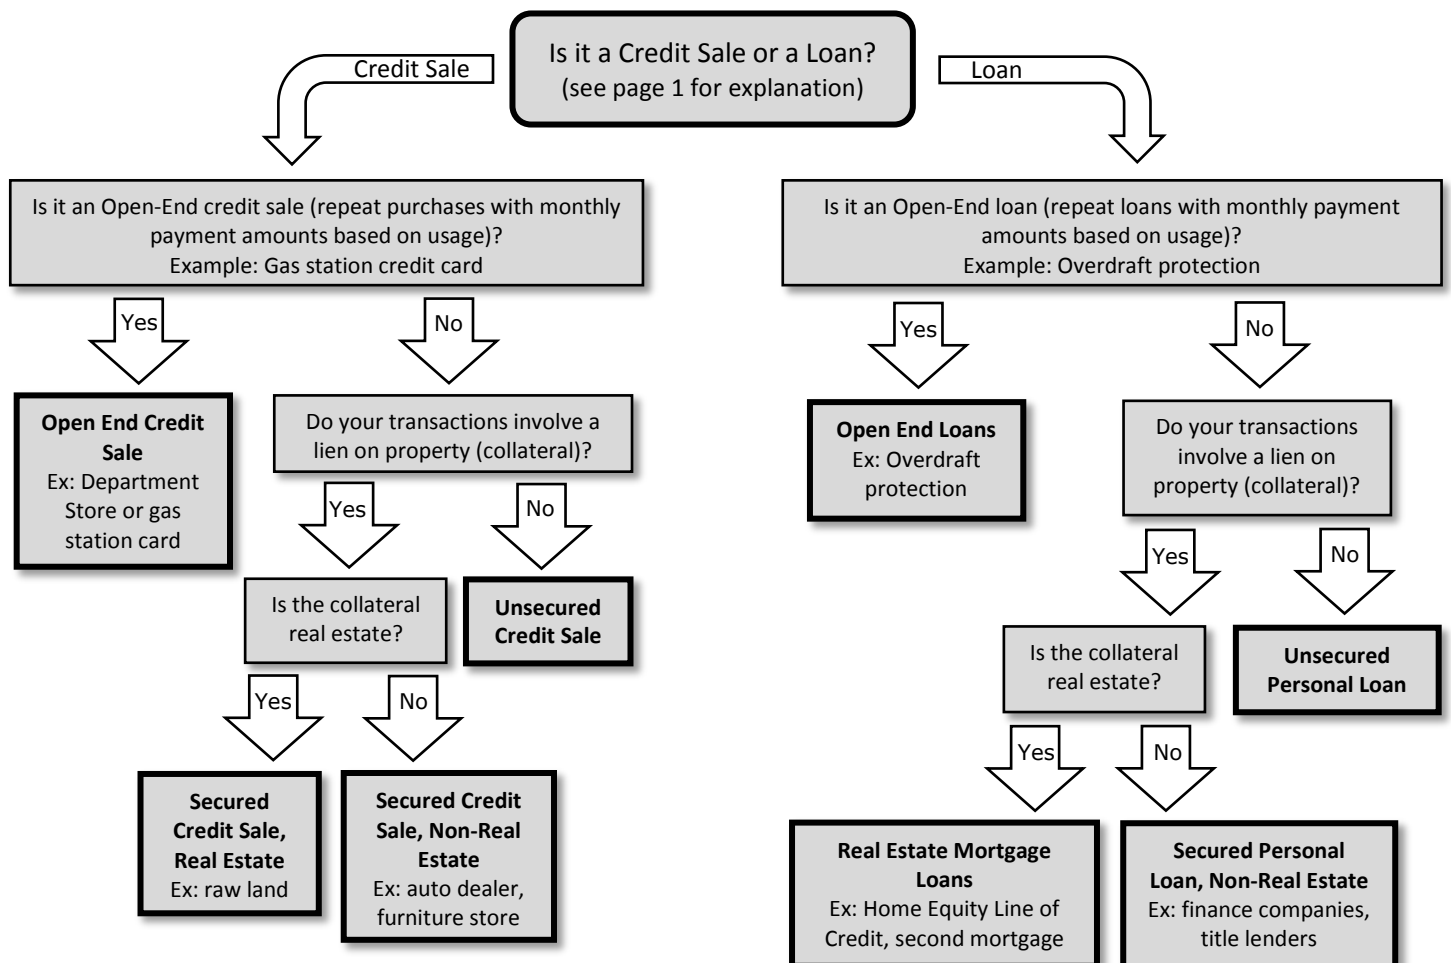 Is it a Credit Sale or a Loan?
(see page 1 for explanation)
Credit Sale
Loan
Is it an Open-End credit sale (repeat purchases with monthly
payment amounts based on usage)?
Example: Gas station credit card
Yes
No
Open End Credit
Sale
Ex: Department
Store or gas
station card
Do your transactions involve a
lien on property (collateral)?
Yes
No
Is the collateral
real estate?
Unsecured
Credit Sale
Yes
No
Secured
Credit Sale,
Real Estate
Ex: raw land
Secured Credit
Sale, Non-Real
Estate
Ex: auto dealer,
furniture store
Is it an Open-End loan (repeat loans with monthly payment
amounts based on usage)?
Example: Overdraft protection
Yes
No
Open End Loans
Ex: Overdraft
protection
Do your transactions
involve a lien on
property (collateral)?
Yes
No
Is the collateral
real estate?
Unsecured
Personal Loan
Yes
No
Real Estate Mortgage
Loans
Ex: Home Equity Line of
Credit, second mortgage
Secured Personal
Loan, Non-Real Estate
Ex: finance companies,
title lenders